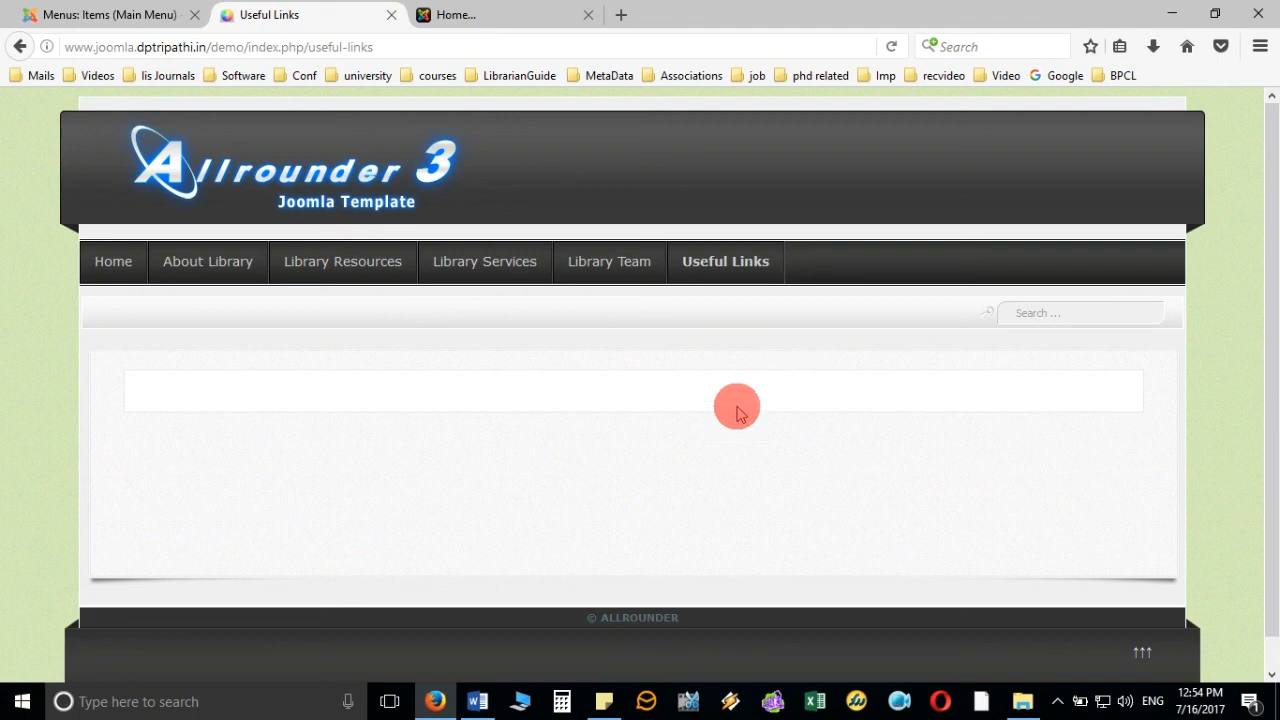 Menus: Items (Main Menu)
Useful Links
Home...
www.joomla.dptripathi.in/demo/index.php/useful-links
Search
Mails
Videos
lis Journals
Software
Conf
university
courses
LibrarianGuide
MetaData
Associations
job
phd related
Imp
recvideo
Video
Google
BPCL
Allrounder 3
Joomla Template
Home
About Library
Library Resources
Library Services
Library Team
Useful Links
Search ...
© ALLROUNDER
↑↑↑
Type here to search
ENG
12:54 PM
7/16/2017
1